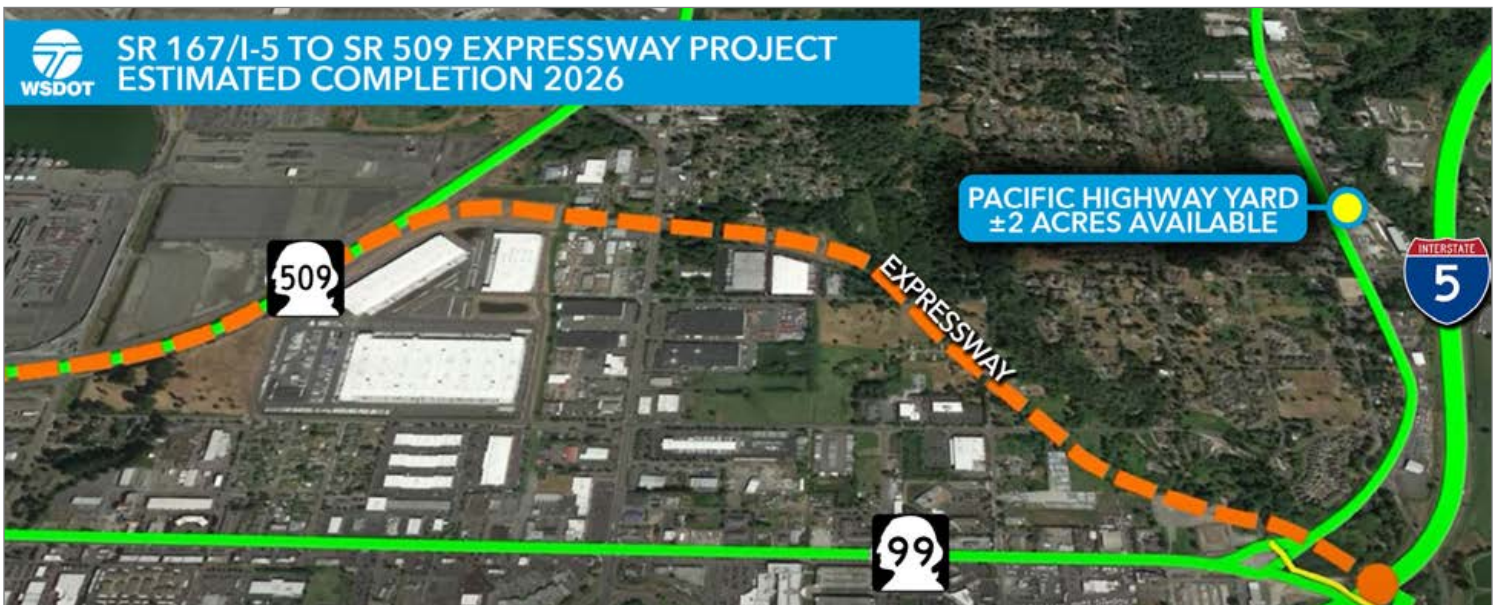 WSDOT
SR 167/I-5 TO SR 509 EXPRESSWAY PROJECT
ESTIMATED COMPLETION 2026
PACIFIC HIGHWAY YARD
±2 ACRES AVAILABLE
INTERSTATE
5
509
EXPRESSWAY
99